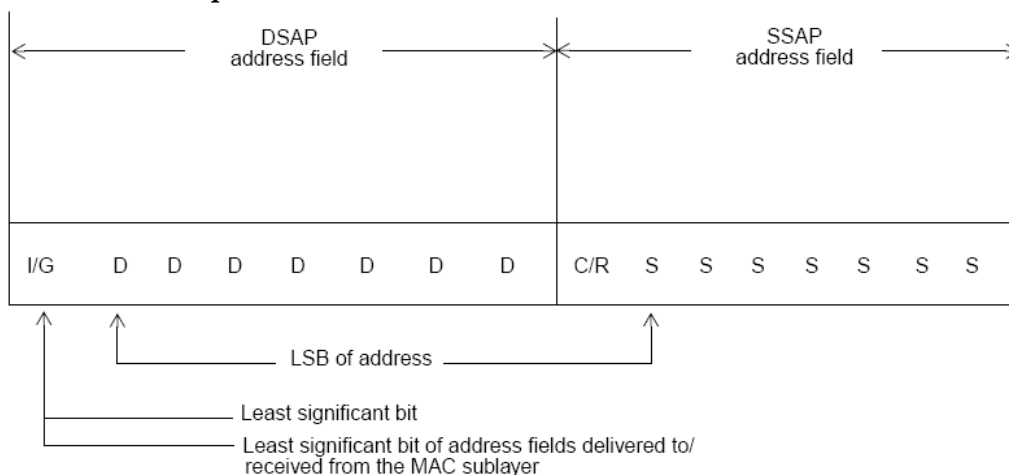 DSAP
address field
SSAP
address field
I/G D D D D D D D C/R S S S S S S S
LSB of address
Least significant bit
Least significant bit of address fields delivered to/
received from the MAC sublayer